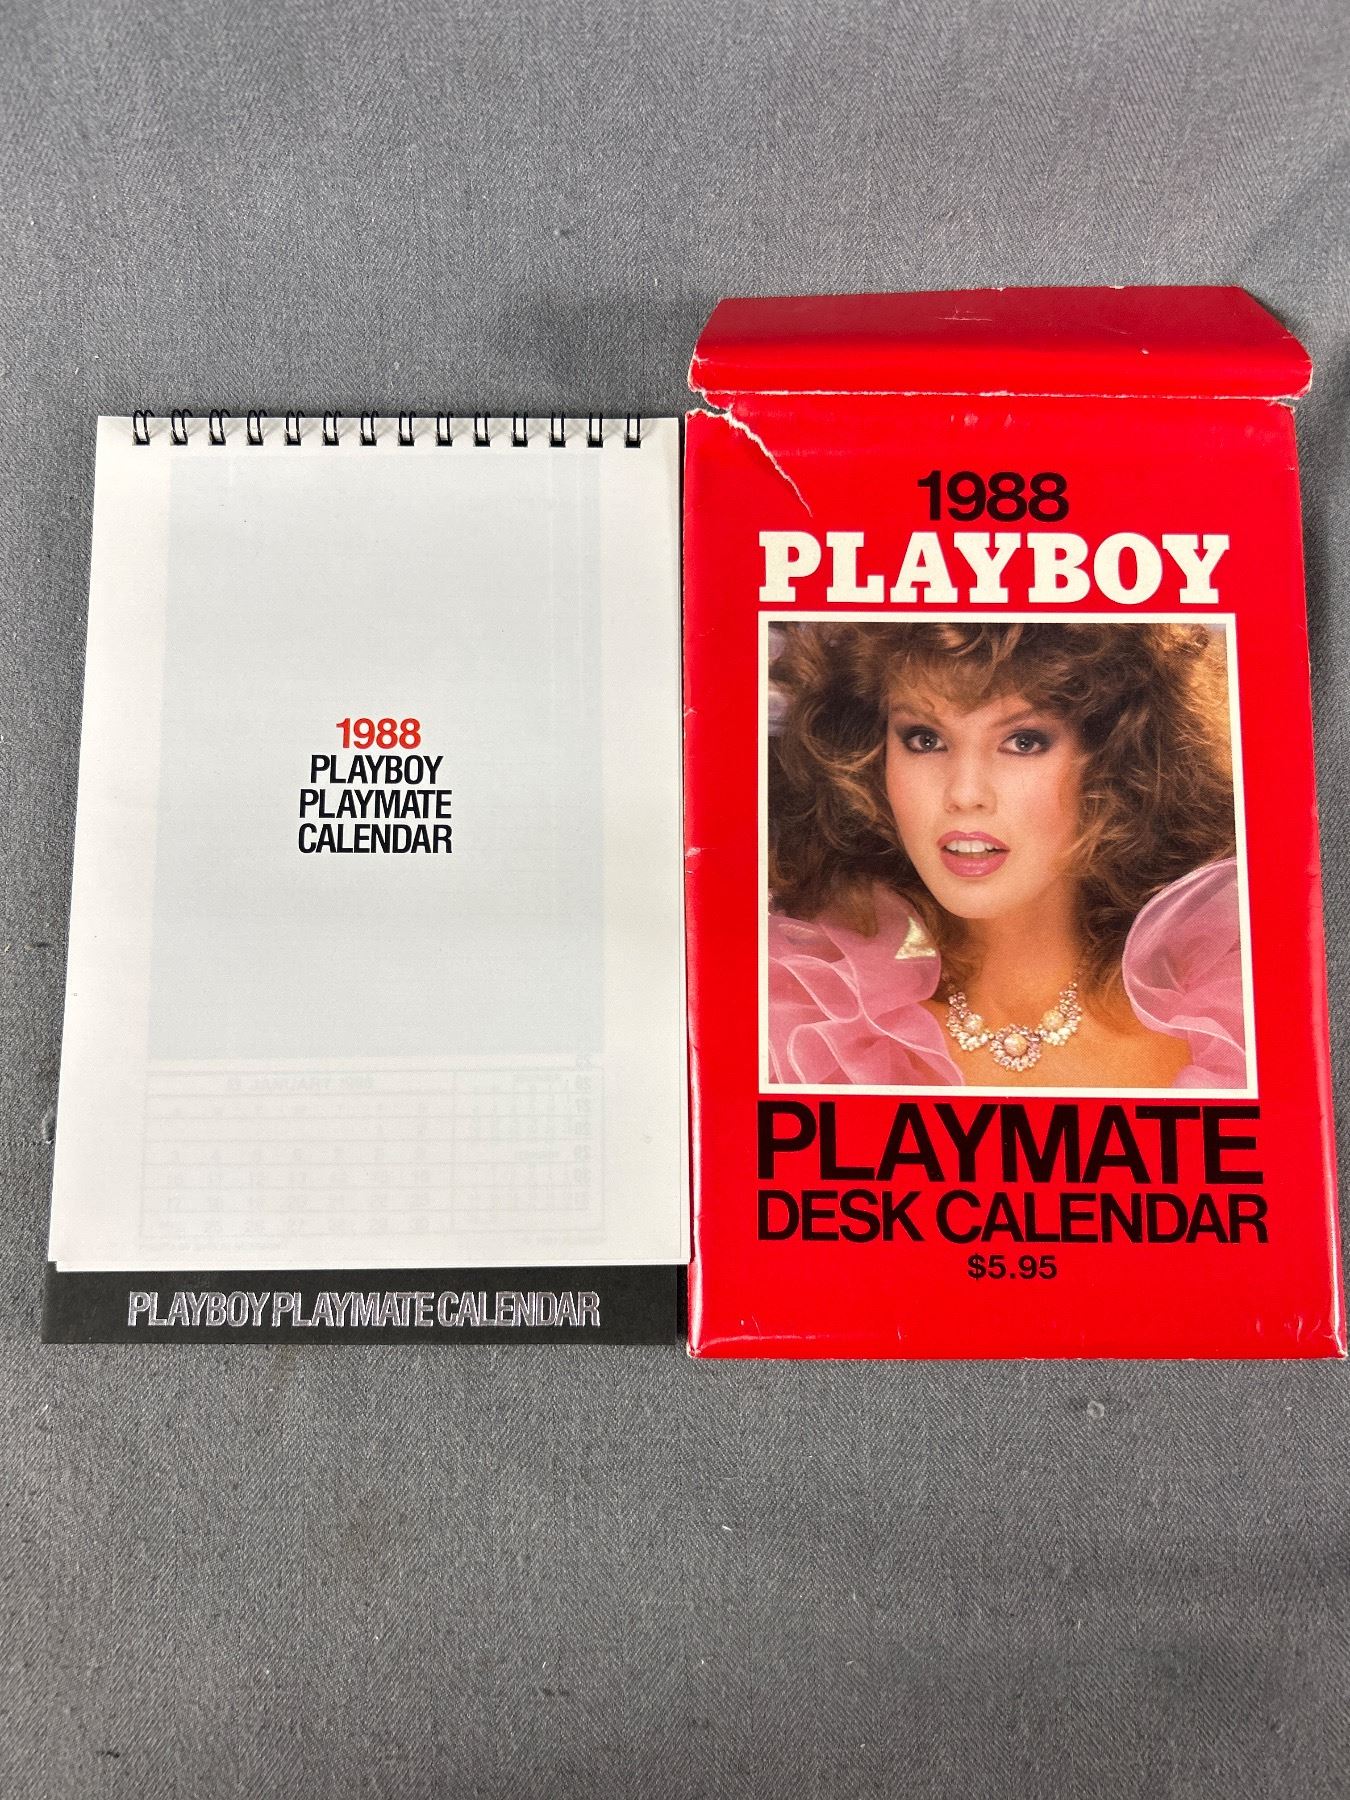 1988
PLAYBOY
PLAYMATE
CALENDAR
PLAYBOY PLAYMATE CALENDAR
1988
PLAYBOY
PLAYMATE
DESK CALENDAR
$5.95